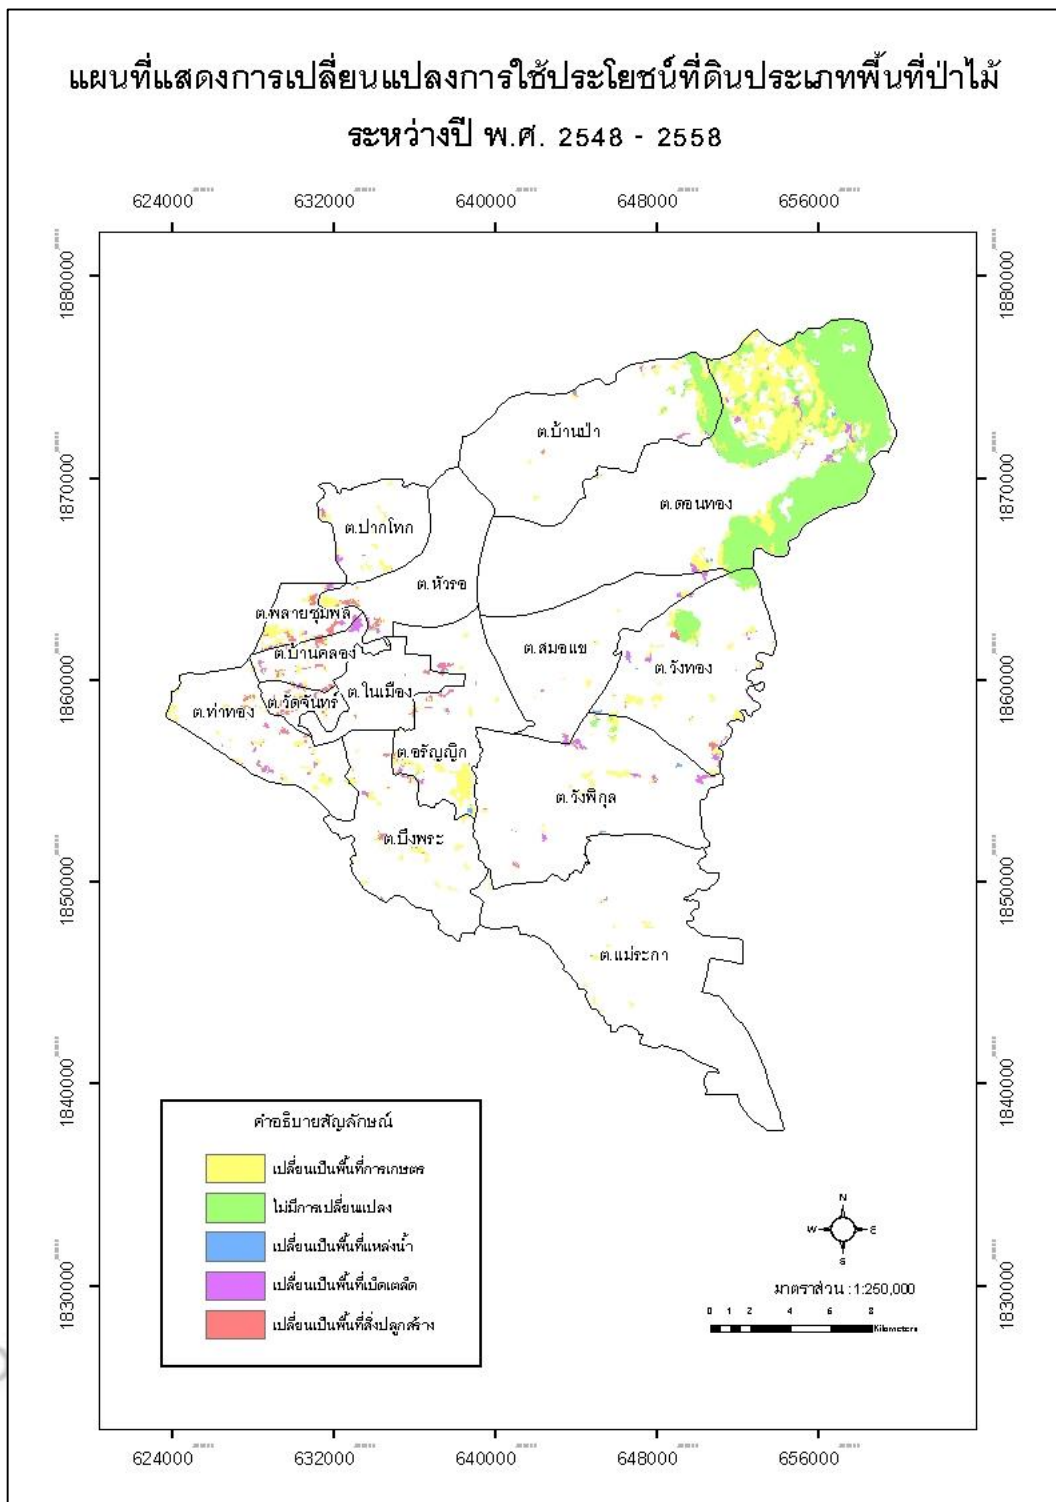 แผนที่แสดงการเปลี่ยนแปลงการใช้ประโยชน์ที่ดินประเภทพื้นที่ป่าไม้
ระหว่างปี พ.ศ. 2548 - 2558
624000 632000 640000 648000 656000
1880000 1880000
1870000 1870000
1860000 1860000
1850000 1850000
1840000 1840000
1830000 1830000
ต.บ้านป่า
ต.ดอนทอง
ต.ปากโทก
ต.หัวรอ
ต.พลายชุมพล
ต.สมอแข
ต.บ้านคลอง
ต.วังทอง
ต.ในเมือง
ต.วัดจันทร์
ต.ท่าทอง
ต.อรัญญิก
ต.วังพิกุล
ต.บึงพระ
ต.แม่ระกา
คำอธิบายสัญลักษณ์
เปลี่ยนเป็นพื้นที่การเกษตร
ไม่มีการเปลี่ยนแปลง
เปลี่ยนเป็นพื้นที่แหล่งน้ำ
เปลี่ยนเป็นพื้นที่เบ็ดเตล็ด
เปลี่ยนเป็นพื้นที่สิ่งปลูกสร้าง
N
W E
S
มาตราส่วน : 1:250,000
0 1 2 4 6 8
Kilometers
624000 632000 640000 648000 656000